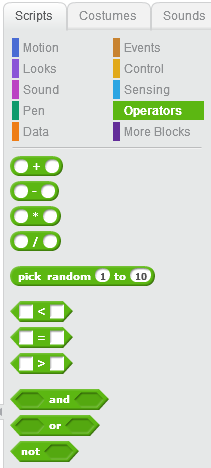 Scripts Costumes Sounds
Motion Events
Looks Control
Sound Sensing
Pen Operators
Data More Blocks
+
-
*
/
pick random 1 to 10
<
=
>
and
or
not